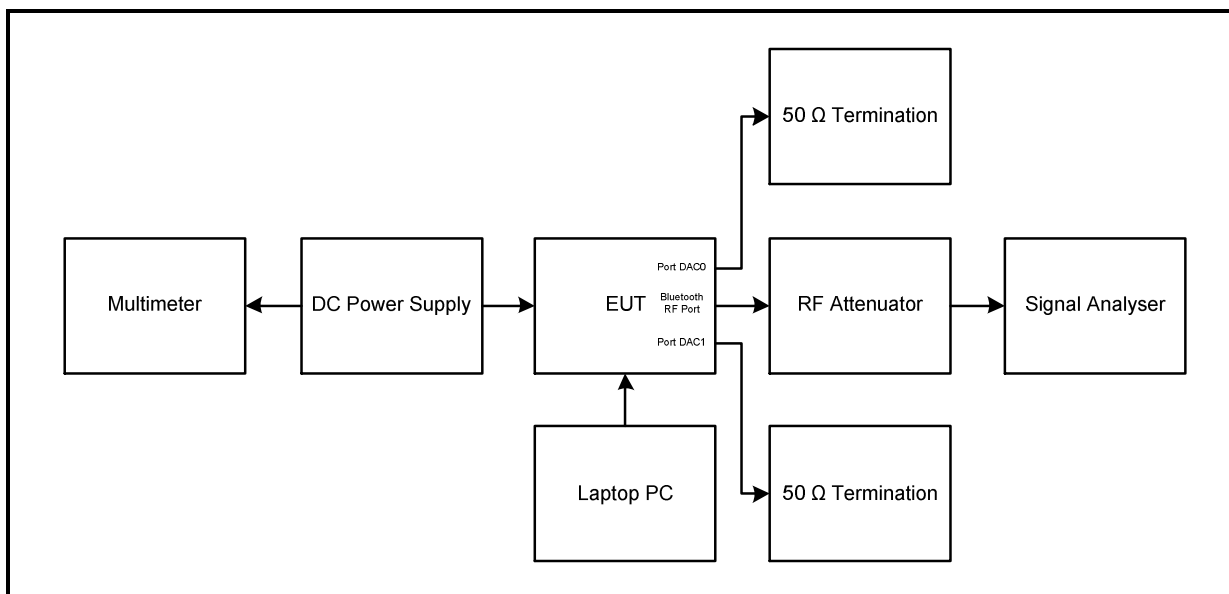 50 Ω Termination
Multimeter
DC Power Supply
EUT
Port DAC0
Bluetooth
RF Port
Port DAC1
RF Attenuator
Signal Analyser
Laptop PC
50 Ω Termination